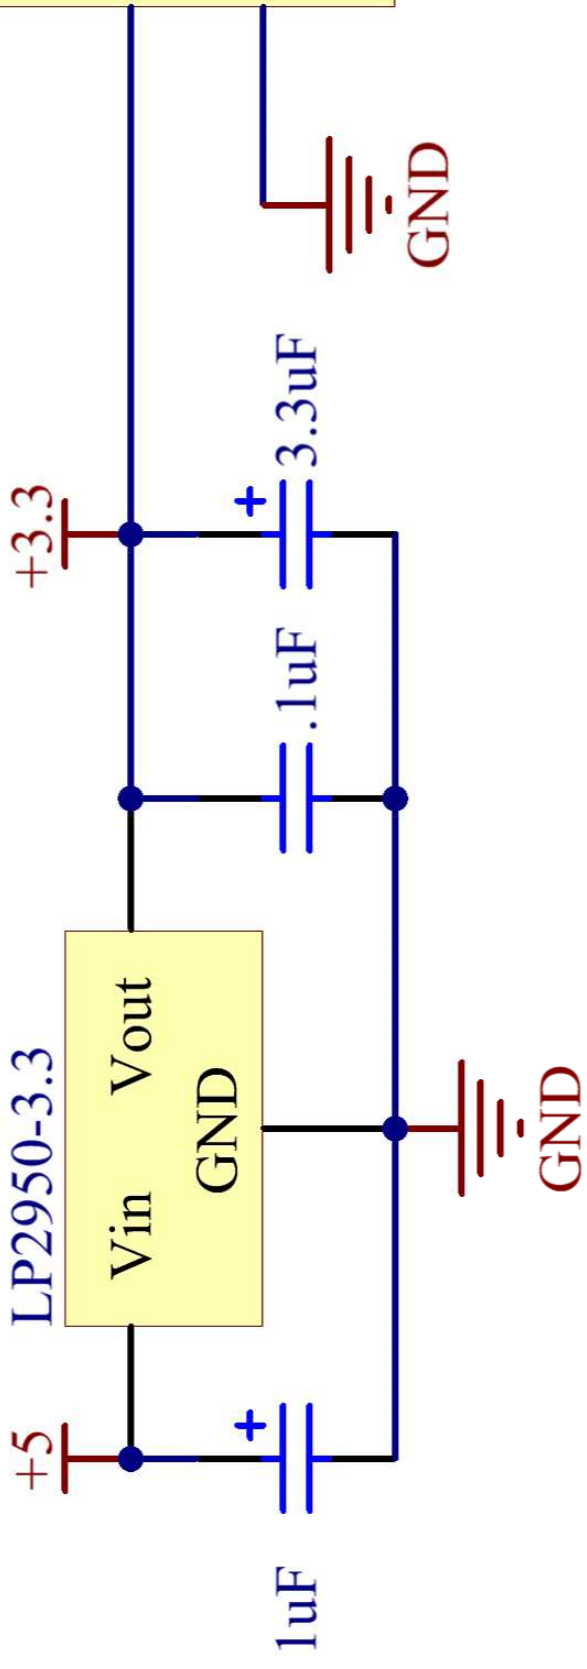 +5
LP2950-3.3
+3.3
Vin
Vout
GND
1uF
.1uF
3.3uF
GND
GND